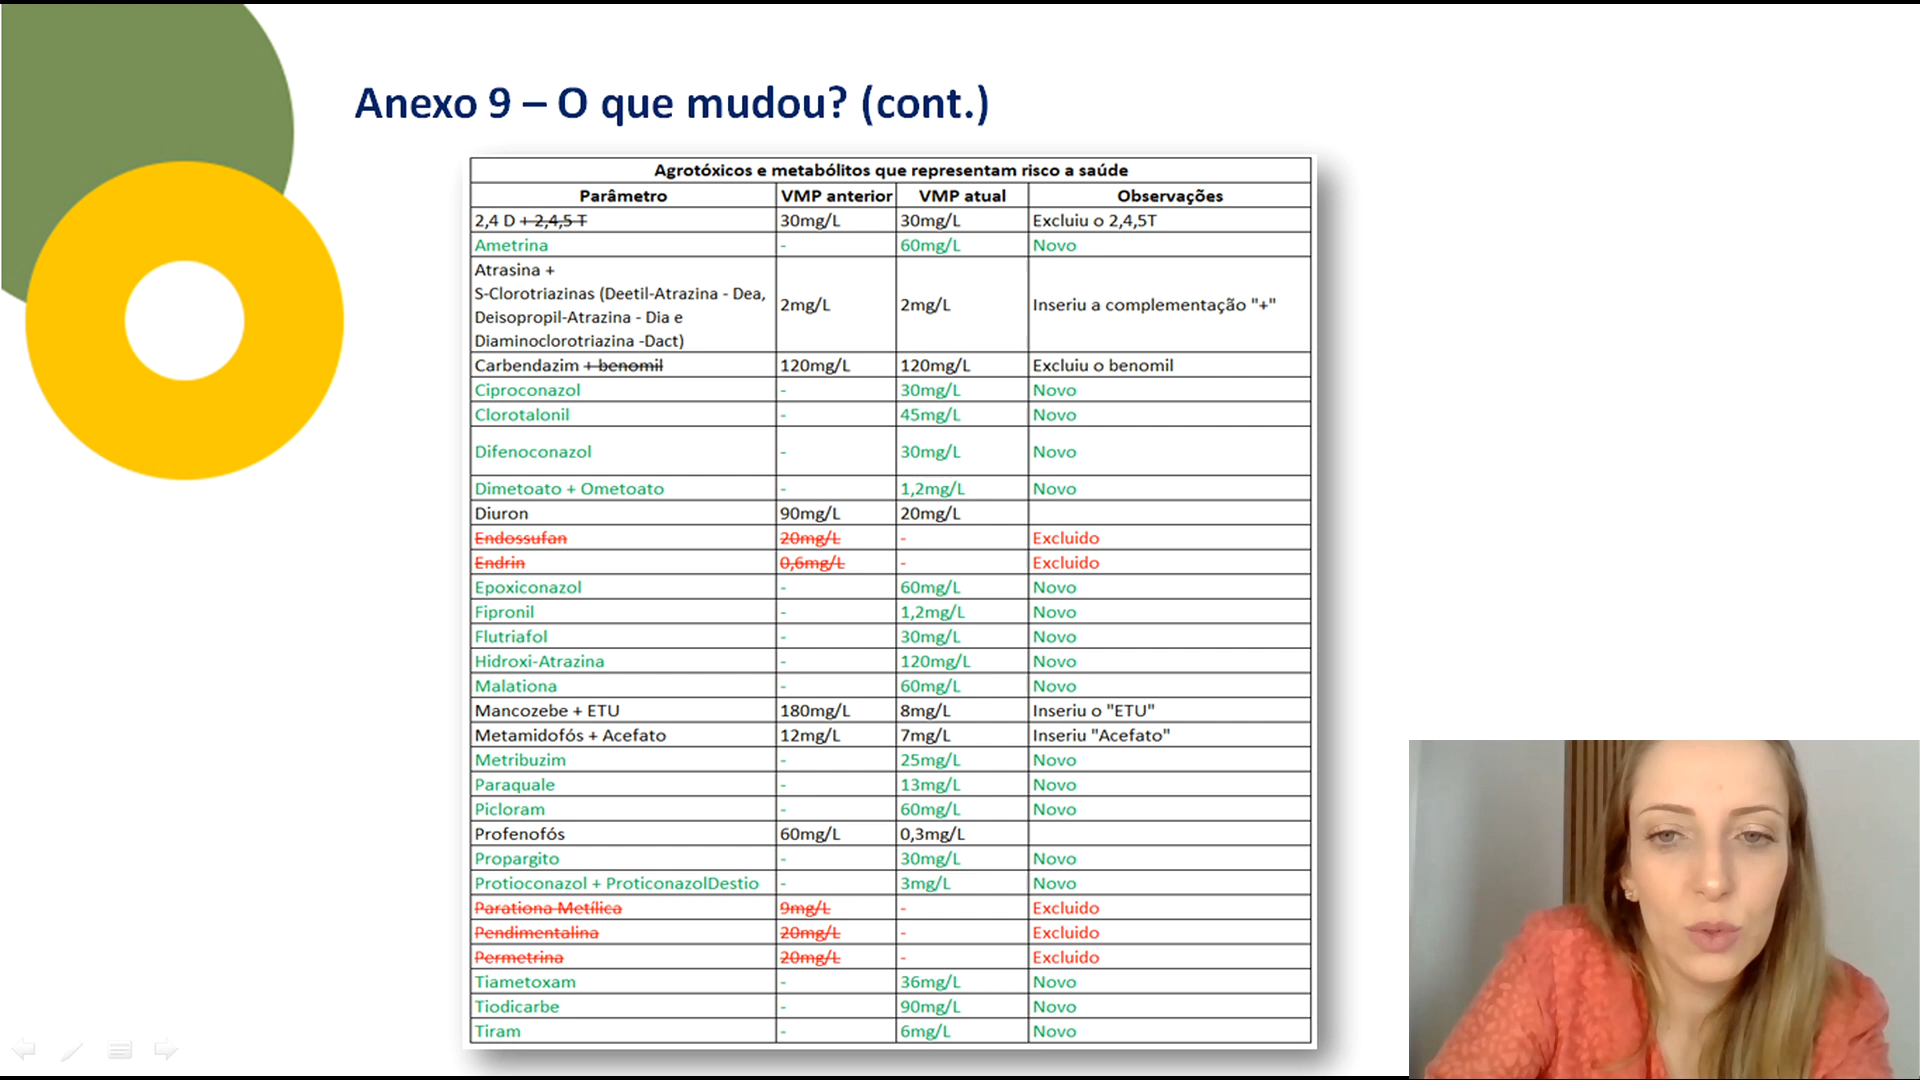 Anexo 9 – O que mudou? (cont.)
Agrotóxicos e metabólitos que representam risco a saúde
Parâmetro VMP anterior VMP atual Observações
2,4 D + 2,4,5 T 30mg/L 30mg/L Excluiu o 2,4,5T
Ametrina - 60mg/L Novo
Atrasina +
S-Clorotriazinas (Deetil-Atrazina - Dea,
Deisopropil-Atrazina - Dia e
Diaminoclorotriazina -Dact) 2mg/L 2mg/L Inseriu a complementação "+"
Carbendazim + benomil 120mg/L 120mg/L Excluiu o benomil
Ciproconazol - 30mg/L Novo
Clorotalonil - 45mg/L Novo
Difenoconazol - 30mg/L Novo
Dimetoato + Ometoato - 1,2mg/L Novo
Diuron 90mg/L 20mg/L
Endossufan 20mg/L - Excluido
Endrin 0,6mg/L - Excluido
Epoxiconazol - 60mg/L Novo
Fipronil - 1,2mg/L Novo
Flutriafol - 30mg/L Novo
Hidroxi-Atrazina - 120mg/L Novo
Malationa - 60mg/L Novo
Mancozebe + ETU 180mg/L 8mg/L Inseriu o "ETU"
Metamidofós + Acefato 12mg/L 7mg/L Inseriu "Acefato"
Metribuzim - 25mg/L Novo
Paraquale - 13mg/L Novo
Picloram - 60mg/L Novo
Profenofós 60mg/L 0,3mg/L
Propargito - 30mg/L Novo
Protioconazol + ProticonazolDestio - 3mg/L Novo
Parationa Metílica 9mg/L - Excluido
Pendimentalina 20mg/L - Excluido
Permetrina 20mg/L - Excluido
Tiametoxam - 36mg/L Novo
Tiodicarbe - 90mg/L Novo
Tiram - 6mg/L Novo